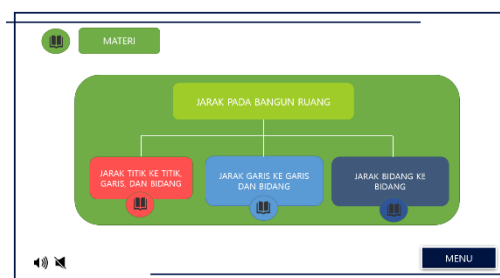 MATERI
JARAK PADA BANGUN RUANG
JARAK TITIK KE TITIK,
GARIS, DAN BIDANG
JARAK GARIS KE GARIS
DAN BIDANG
JARAK BIDANG KE
BIDANG
MENU